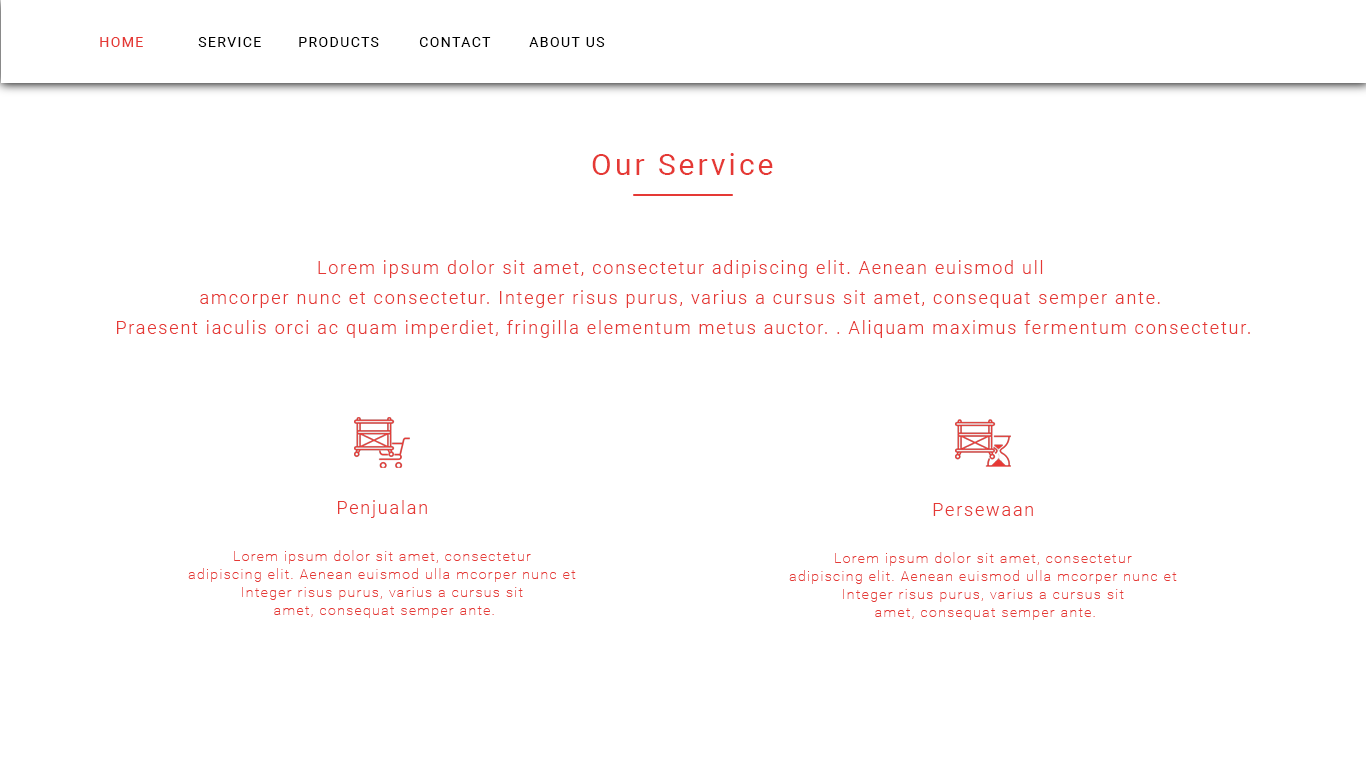 HOME SERVICE PRODUCTS CONTACT ABOUT US
Our Service
Lorem ipsum dolor sit amet, consectetur adipiscing elit. Aenean euismod ull
amcorper nunc et consectetur. Integer risus purus, varius a cursus sit amet, consequat semper ante.
Praesent iaculis orci ac quam imperdiet, fringilla elementum metus auctor. . Aliquam maximus fermentum consectetur.
Penjualan
Lorem ipsum dolor sit amet, consectetur
adipiscing elit. Aenean euismod ulla mcorper nunc et
Integer risus purus, varius a cursus sit
amet, consequat semper ante.
Persewaan
Lorem ipsum dolor sit amet, consectetur
adipiscing elit. Aenean euismod ulla mcorper nunc et
Integer risus purus, varius a cursus sit
amet, consequat semper ante.